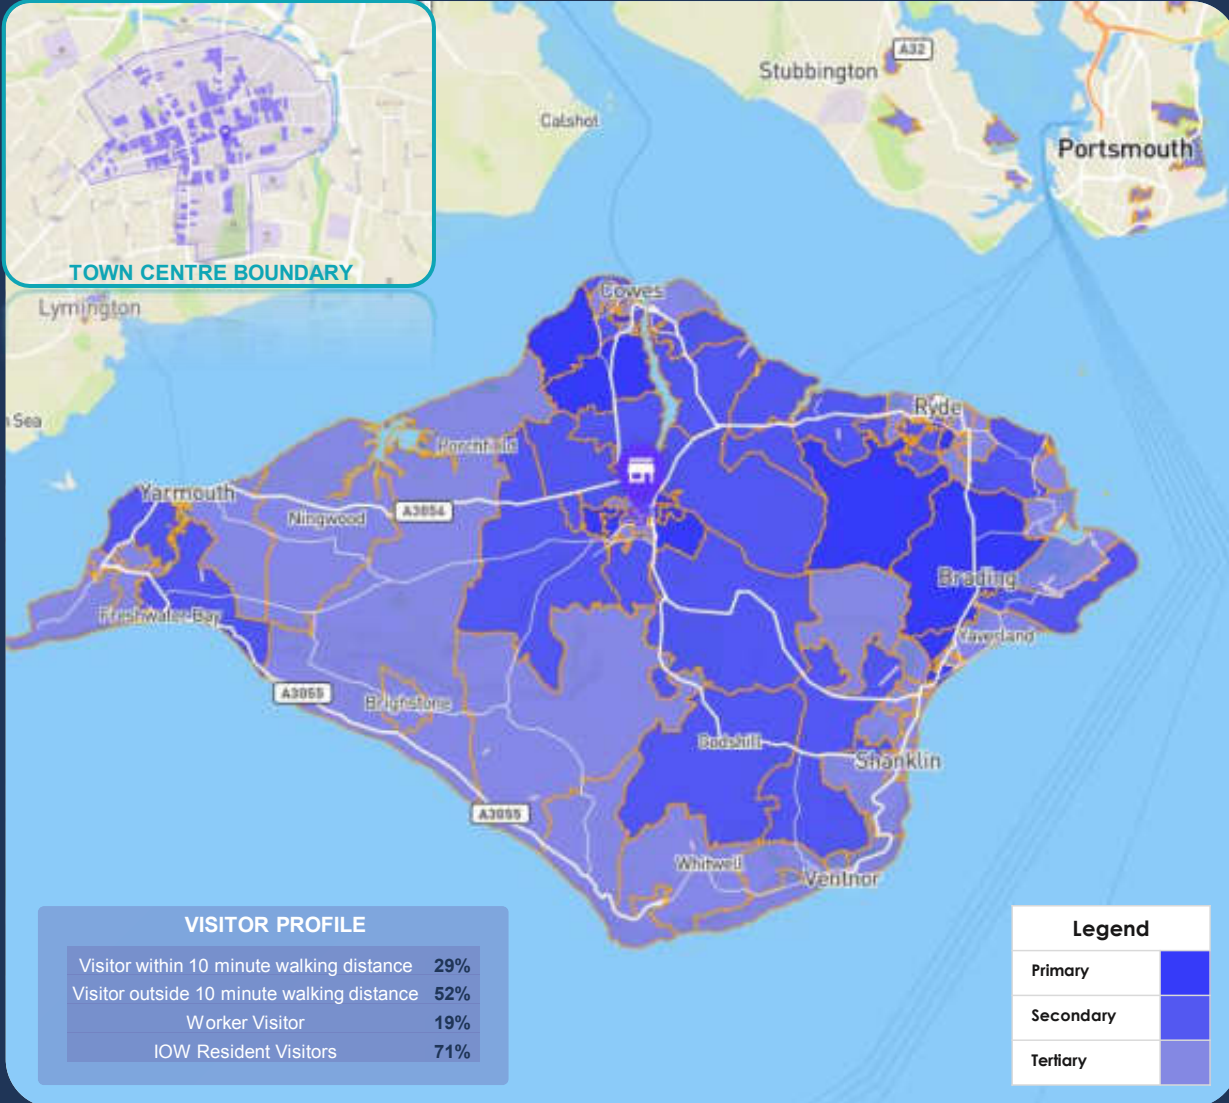 TOWN CENTRE BOUNDARY
Calshot
Stubbington
A32
Portsmouth
Lymington
Sea
Cowes
Ryde
Porchfield
Yarmouth
Ningwood
A3054
Brading
Freshwater Bay
Yaverland
A3055
Brighstone
Godshill
Shanklin
A3055
Whitwell
Ventnor
VISITOR PROFILE
Visitor within 10 minute walking distance 29%
Visitor outside 10 minute walking distance 52%
Worker Visitor 19%
IOW Resident Visitors 71%
Legend
Primary
Secondary
Tertiary